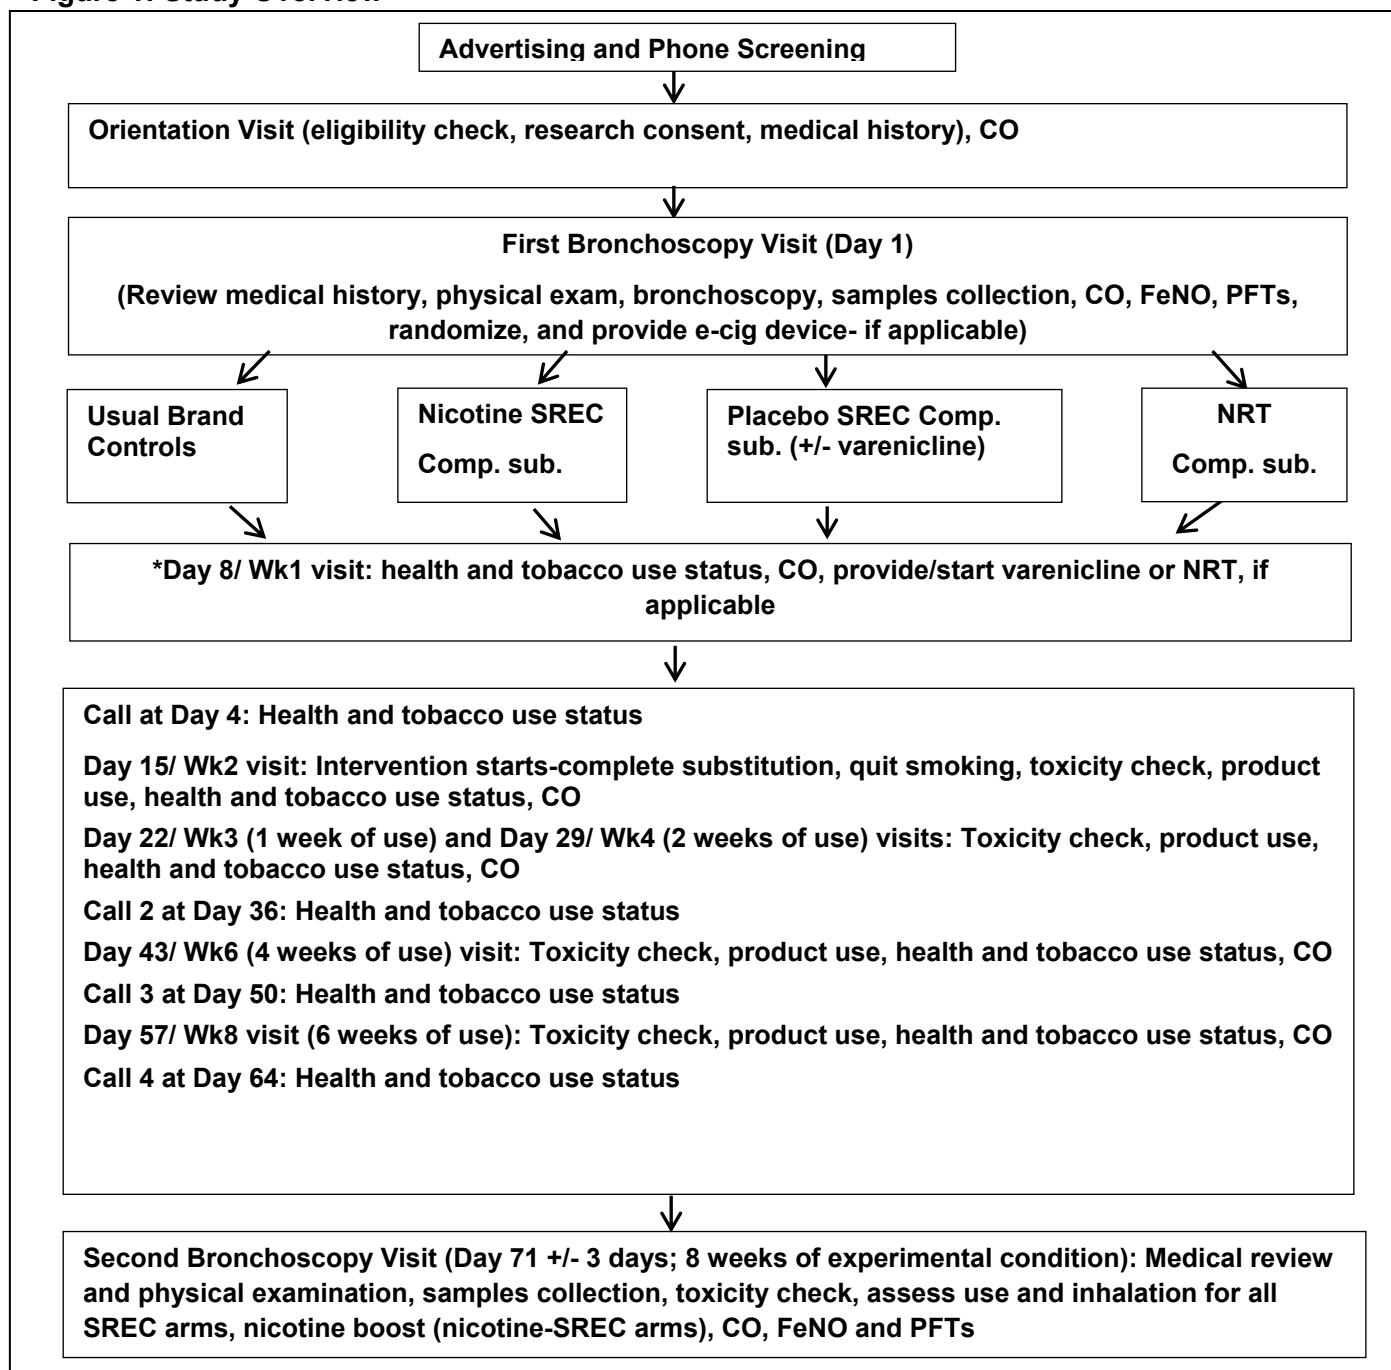 Advertising and Phone Screening
Orientation Visit (eligibility check, research consent, medical history), CO
First Bronchoscopy Visit (Day 1)
(Review medical history, physical exam, bronchoscopy, samples collection, CO, FeNO, PFTs,
randomize, and provide e-cig device- if applicable)
Usual Brand
Controls
Nicotine SREC
Comp. sub.
Placebo SREC Comp.
sub. (+/- varenicline)
NRT
Comp. sub.
*Day 8/ Wk1 visit: health and tobacco use status, CO, provide/start varenicline or NRT, if
applicable
Call at Day 4: Health and tobacco use status
Day 15/ Wk2 visit: Intervention starts-complete substitution, quit smoking, toxicity check, product
use, health and tobacco use status, CO
Day 22/ Wk3 (1 week of use) and Day 29/ Wk4 (2 weeks of use) visits: Toxicity check, product use,
health and tobacco use status, CO
Call 2 at Day 36: Health and tobacco use status
Day 43/ Wk6 (4 weeks of use) visit: Toxicity check, product use, health and tobacco use status, CO
Call 3 at Day 50: Health and tobacco use status
Day 57/ Wk8 visit (6 weeks of use): Toxicity check, product use, health and tobacco use status, CO
Call 4 at Day 64: Health and tobacco use status
Second Bronchoscopy Visit (Day 71 +/- 3 days; 8 weeks of experimental condition): Medical review
and physical examination, samples collection, toxicity check, assess use and inhalation for all
SREC arms, nicotine boost (nicotine-SREC arms), CO, FeNO and PFTs